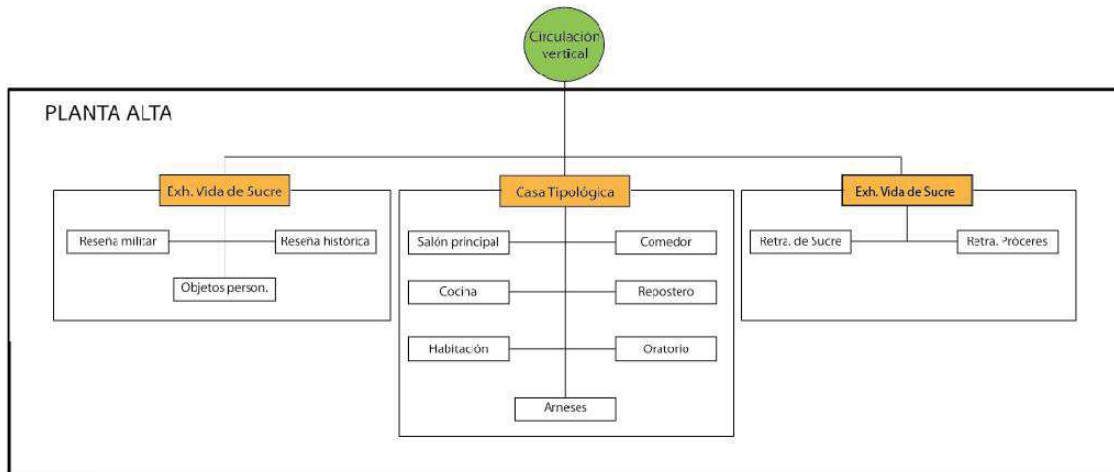 Circulación
vertical
PLANTA ALTA
Exh. Vida de Sucre
Casa Tipológica
Exh. Vida de Sucre
Reseña militar
Reseña histórica
Salón principal
Comedor
Retra. de Sucre
Retra. Próceres
Objetos person.
Cocina
Repostero
Habitación
Oratorio
Arneses